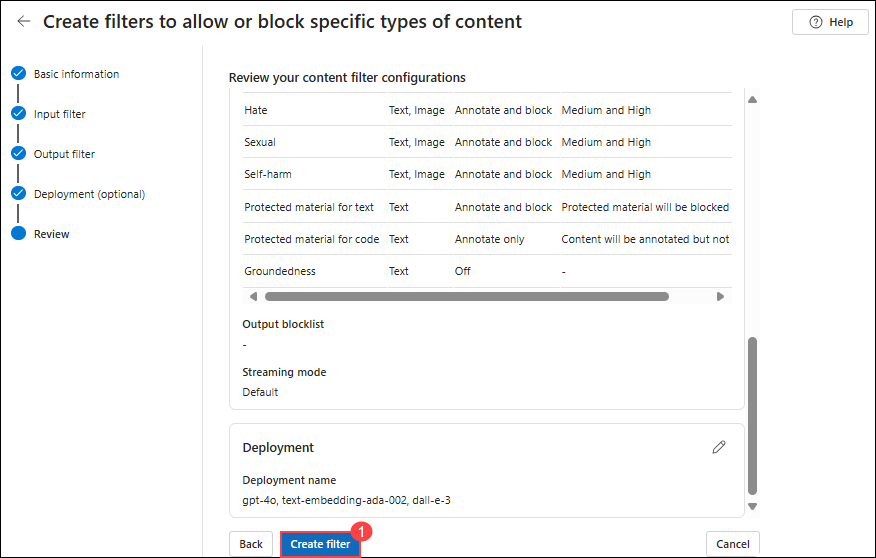 Create filters to allow or block specific types of content
Help
Basic information
Input filter
Output filter
Deployment (optional)
Review
Review your content filter configurations
Hate Text, Image Annotate and block Medium and High
Sexual Text, Image Annotate and block Medium and High
Self-harm Text, Image Annotate and block Medium and High
Protected material for text Text Annotate and block Protected material will be blocked
Protected material for code Text Annotate only Content will be annotated but not
Groundedness Text Off -
Output blocklist
-
Streaming mode
Default
Deployment
Deployment name
gpt-4o, text-embedding-ada-002, dall-e-3
1
Back Create filter Cancel